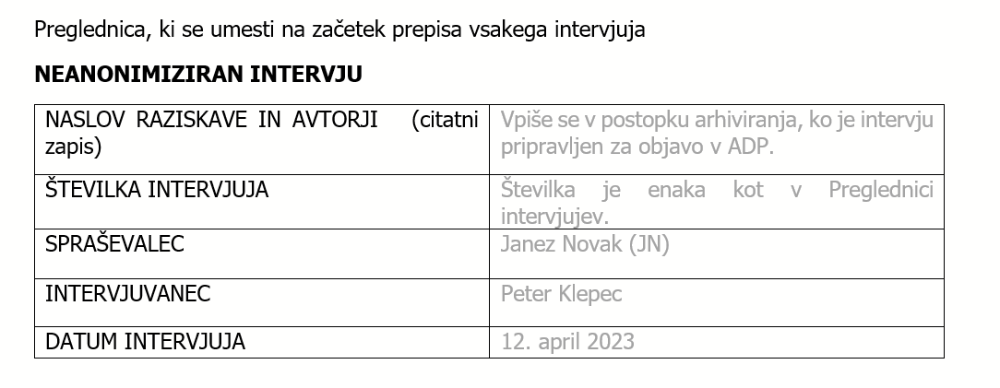 Preglednica, ki se umesti na začetek prepisa vsakega intervjuja
NEANONIMIZIRAN INTERVJU
NASLOV RAZISKAVE IN AVTORJI (citatni
zapis)
Vpiše se v postopku arhiviranja, ko je intervju
pripravljen za objavo v ADP.
ŠTEVILKA INTERVJUJA
Številka je enaka kot v Preglednici
intervjujev.
SPRAŠEVALEC
Janez Novak (JN)
INTERVJUVANEC
Peter Klepec
DATUM INTERVJUJA
12. april 2023